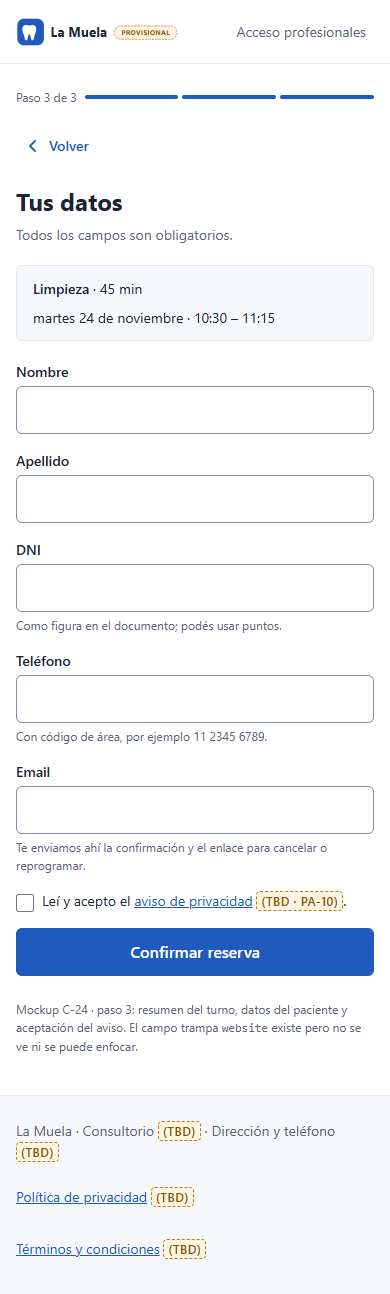 La Muela PROVISIONAL Acceso profesionales
Paso 3 de 3
Volver
Tus datos
Todos los campos son obligatorios.
Limpieza · 45 min
martes 24 de noviembre · 10:30 – 11:15
Nombre
Apellido
DNI
Como figura en el documento; podés usar puntos.
Teléfono
Con código de área, por ejemplo 11 2345 6789.
Email
Te enviamos ahí la confirmación y el enlace para cancelar o
reprogramar.
Leí y acepto el aviso de privacidad (TBD · PA-10).
Confirmar reserva
Mockup C-24 · paso 3: resumen del turno, datos del paciente y
aceptación del aviso. El campo trampa website existe pero no se
ve ni se puede enfocar.
La Muela · Consultorio (TBD) · Dirección y teléfono
(TBD)
Política de privacidad (TBD)
Términos y condiciones (TBD)